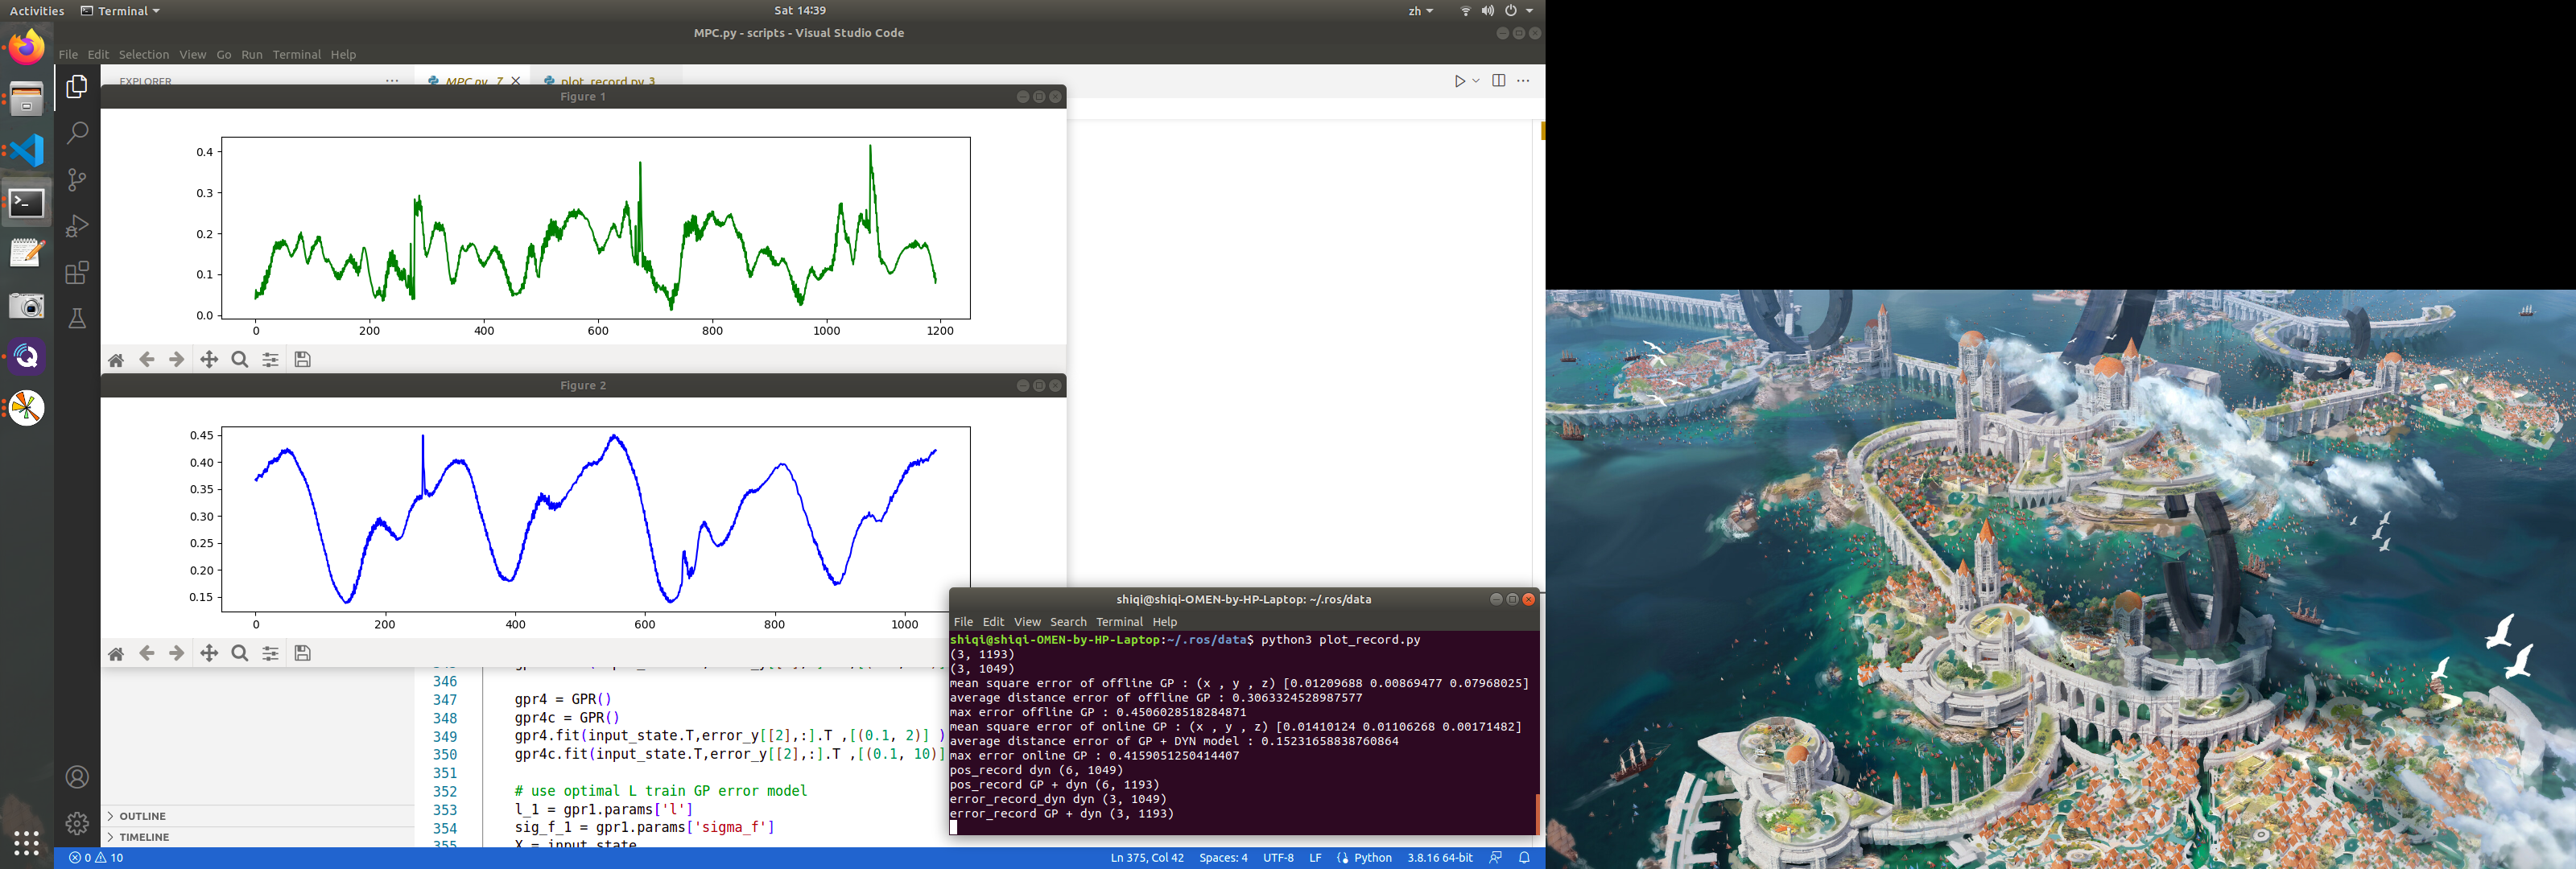 Activities Terminal Sat 14:39 zh
MPC.py - scripts - Visual Studio Code
File Edit Selection View Go Run Terminal Help
EXPLORER ··· MPC.py 7 plot_record.py 3 ···
Figure 1
0.4
0.3
0.2
0.1
0.0
0 200 400 600 800 1000 1200
Figure 2
0.45
0.40
0.35
0.30
0.25
0.20
0.15
0 200 400 600 800 1000
346
347 gpr4 = GPR()
348 gpr4c = GPR()
349 gpr4.fit(input_state.T,error_y[[2],:].T ,[(0.1, 2)] )
350 gpr4c.fit(input_state.T,error_y[[2],:].T ,[(0.1, 10)]
351
352 # use optimal L train GP error model
353 l_1 = gpr1.params['l']
354 sig_f_1 = gpr1.params['sigma_f']
355 X = input_state
OUTLINE
TIMELINE
shiqi@shiqi-OMEN-by-HP-Laptop: ~/.ros/data
File Edit View Search Terminal Help
shiqi@shiqi-OMEN-by-HP-Laptop:~/.ros/data$ python3 plot_record.py
(3, 1193)
(3, 1049)
mean square error of offline GP : (x , y , z) [0.01209688 0.00869477 0.07968025]
average distance error of offline GP : 0.3063324528987577
max error offline GP : 0.4506028518284871
mean square error of online GP : (x , y , z) [0.01410124 0.01106268 0.00171482]
average distance error of GP + DYN model : 0.15231658838760864
max error online GP : 0.4159051250414407
pos_record dyn (6, 1049)
pos_record GP + dyn (6, 1193)
error_record_dyn dyn (3, 1049)
error_record GP + dyn (3, 1193)
0 10 Ln 375, Col 42 Spaces: 4 UTF-8 LF Python 3.8.16 64-bit